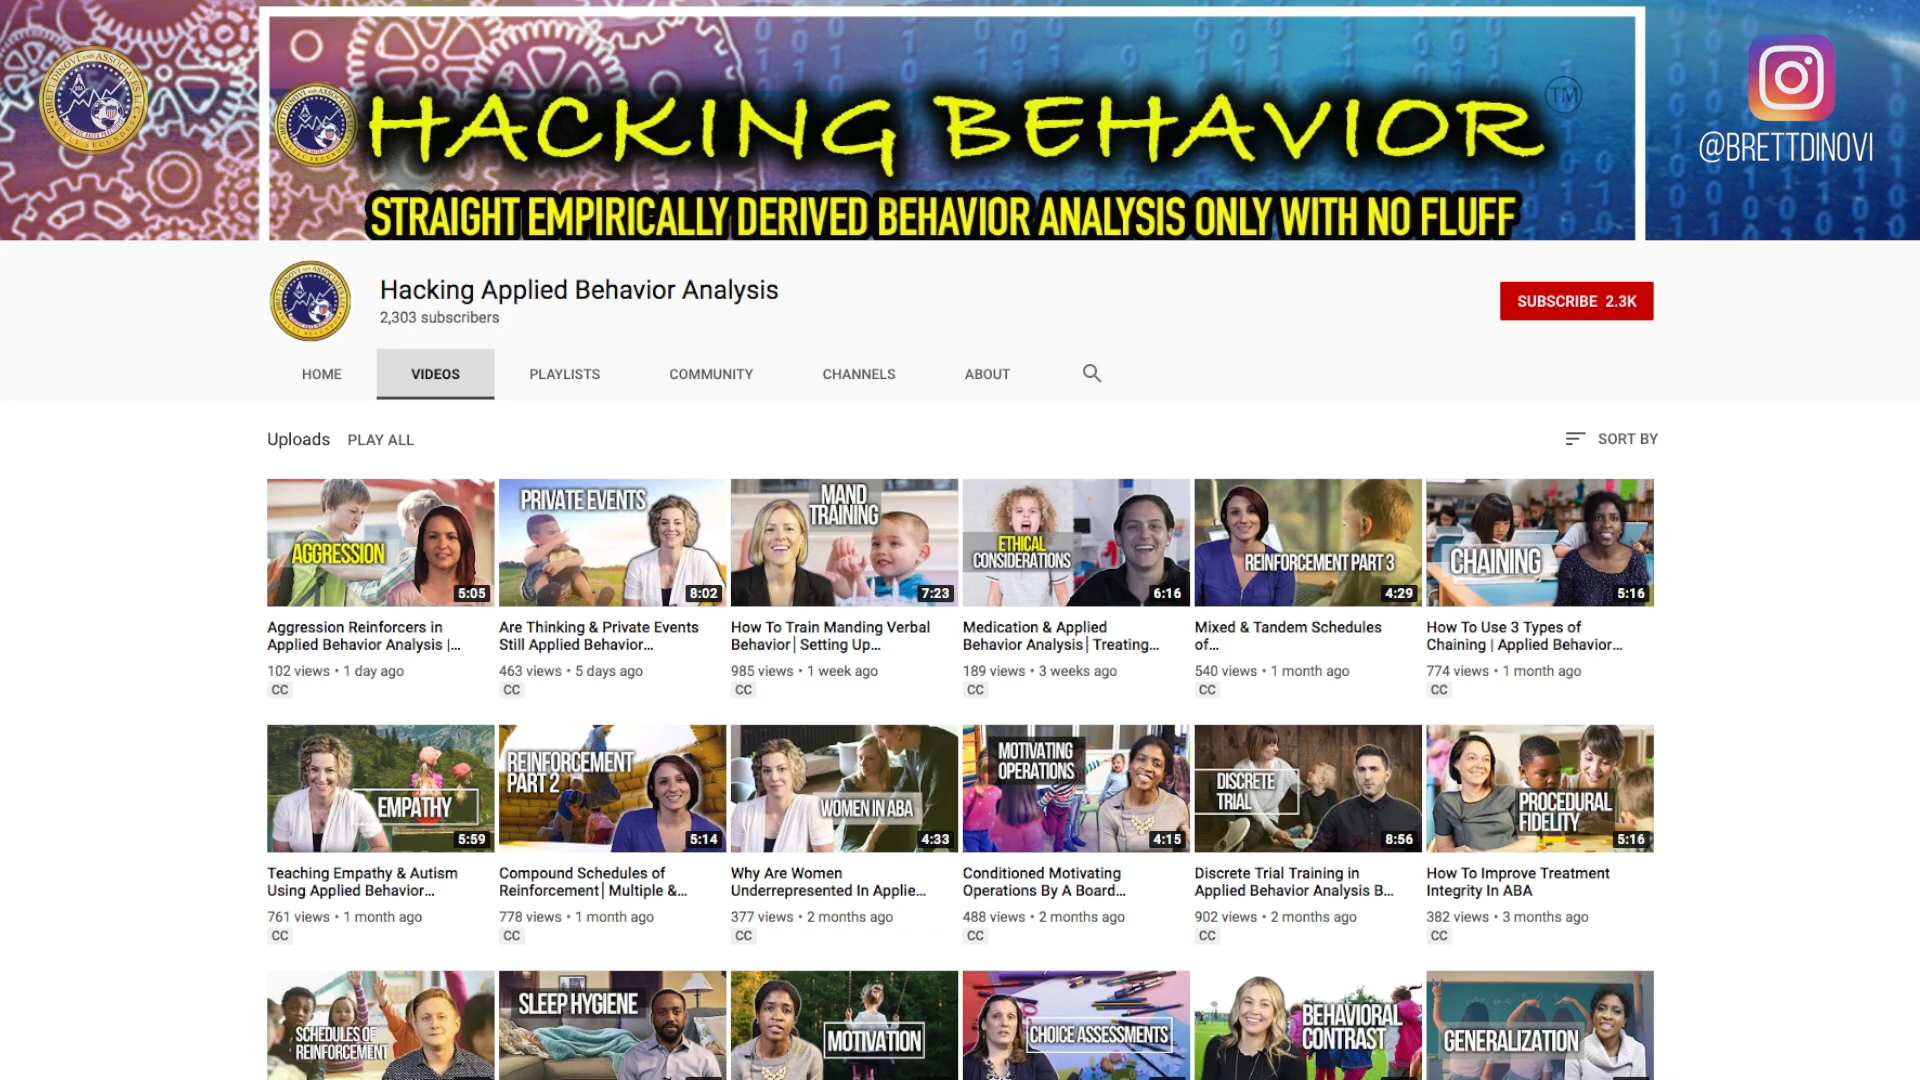 HACKING BEHAVIOR
TM
STRAIGHT EMPIRICALLY DERIVED BEHAVIOR ANALYSIS ONLY WITH NO FLUFF
@BRETTDINOVI
Hacking Applied Behavior Analysis
2,303 subscribers
SUBSCRIBE 2.3K
HOME VIDEOS PLAYLISTS COMMUNITY CHANNELS ABOUT
Uploads PLAY ALL
SORT BY
AGGRESSION
5:05
Aggression Reinforcers in
Applied Behavior Analysis |...
102 views • 1 day ago
CC
PRIVATE EVENTS
8:02
Are Thinking & Private Events
Still Applied Behavior...
463 views • 5 days ago
CC
MAND
TRAINING
7:23
How To Train Manding Verbal
Behavior| Setting Up...
985 views • 1 week ago
CC
ETHICAL
CONSIDERATIONS
6:16
Medication & Applied
Behavior Analysis| Treating...
189 views • 3 weeks ago
CC
REINFORCEMENT PART 3
4:29
Mixed & Tandem Schedules
of...
540 views • 1 month ago
CC
CHAINING
5:16
How To Use 3 Types of
Chaining | Applied Behavior...
774 views • 1 month ago
CC
EMPATHY
5:59
Teaching Empathy & Autism
Using Applied Behavior...
761 views • 1 month ago
CC
REINFORCEMENT
PART 2
5:14
Compound Schedules of
Reinforcement| Multiple &...
778 views • 1 month ago
CC
WOMEN IN ABA
4:33
Why Are Women
Underrepresented In Applie...
377 views • 2 months ago
CC
MOTIVATING
OPERATIONS
4:15
Conditioned Motivating
Operations By A Board...
488 views • 2 months ago
CC
DISCRETE
TRIAL
8:56
Discrete Trial Training in
Applied Behavior Analysis B...
902 views • 2 months ago
CC
PROCEDURAL
FIDELITY
5:16
How To Improve Treatment
Integrity In ABA
382 views • 3 months ago
CC
SCHEDULES OF
REINFORCEMENT
SLEEP HYGIENE
MOTIVATION
CHOICE ASSESSMENTS
BEHAVIORAL
CONTRAST
GENERALIZATION